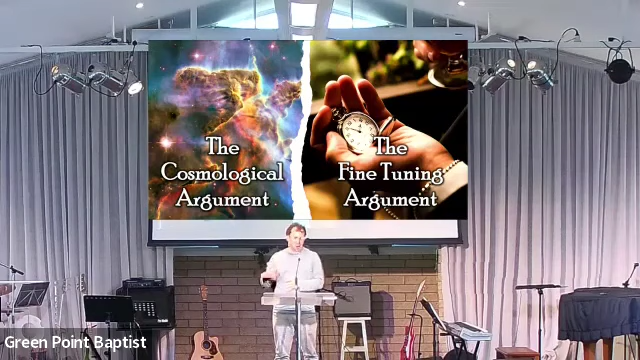 The
Cosmological
Argument
The
Fine Tuning
Argument
Green Point Baptist